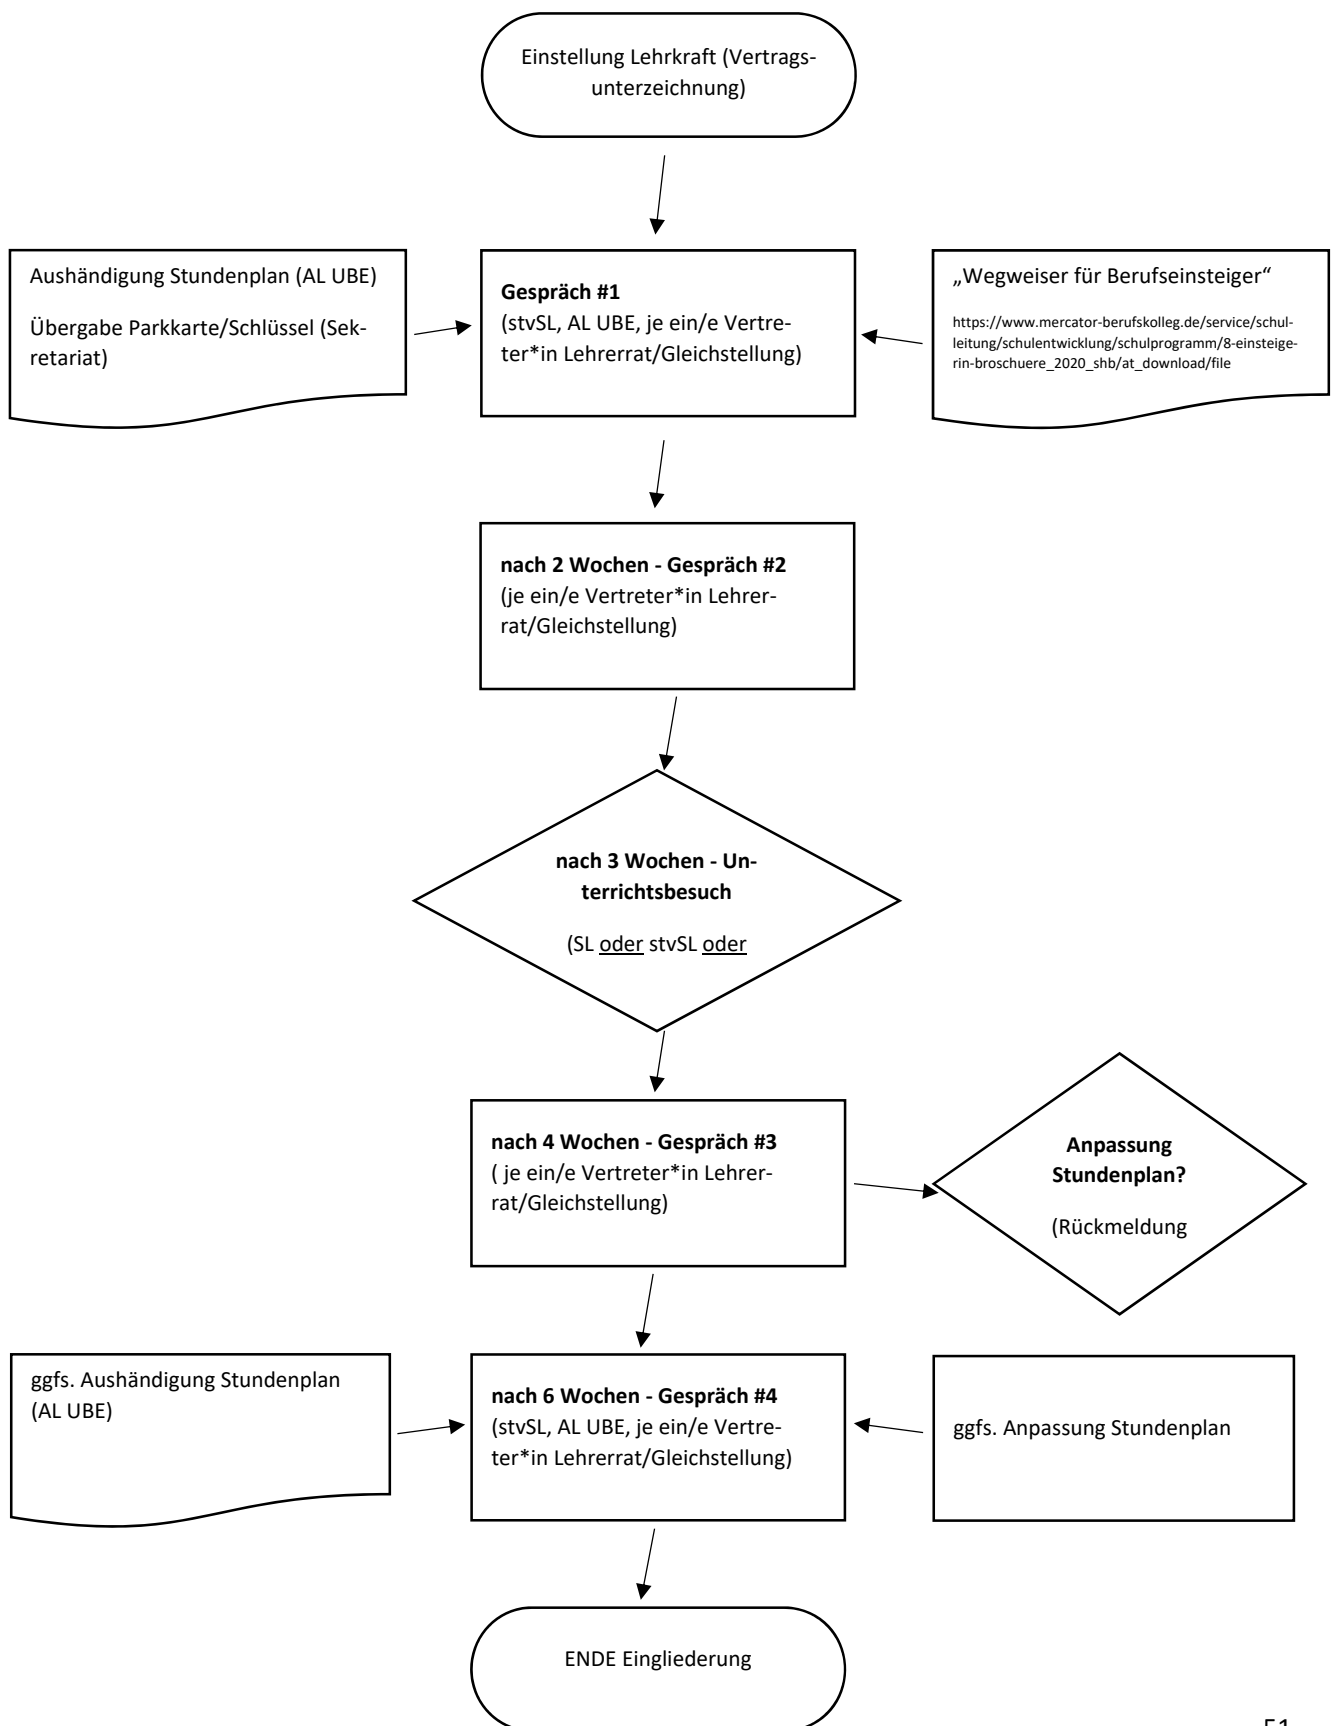 Einstellung Lehrkraft (Vertrags-
unterzeichnung)
Aushändigung Stundenplan (AL UBE)
Übergabe Parkkarte/Schlüssel (Sek-
retariat)
Gespräch #1
(stvSL, AL UBE, je ein/e Vertre-
ter*in Lehrerrat/Gleichstellung)
„Wegweiser für Berufseinsteiger“
https://www.mercator-berufskolleg.de/service/schul-
leitung/schulentwicklung/schulprogramm/8-einsteige-
rin-broschuere_2020_shb/at_download/file
nach 2 Wochen - Gespräch #2
(je ein/e Vertreter*in Lehrer-
rat/Gleichstellung)
nach 3 Wochen - Un-
terrichtsbesuch
(SL oder stvSL oder
nach 4 Wochen - Gespräch #3
( je ein/e Vertreter*in Lehrer-
rat/Gleichstellung)
Anpassung
Stundenplan?
(Rückmeldung
ggfs. Aushändigung Stundenplan
(AL UBE)
nach 6 Wochen - Gespräch #4
(stvSL, AL UBE, je ein/e Vertre-
ter*in Lehrerrat/Gleichstellung)
ggfs. Anpassung Stundenplan
ENDE Eingliederung
51